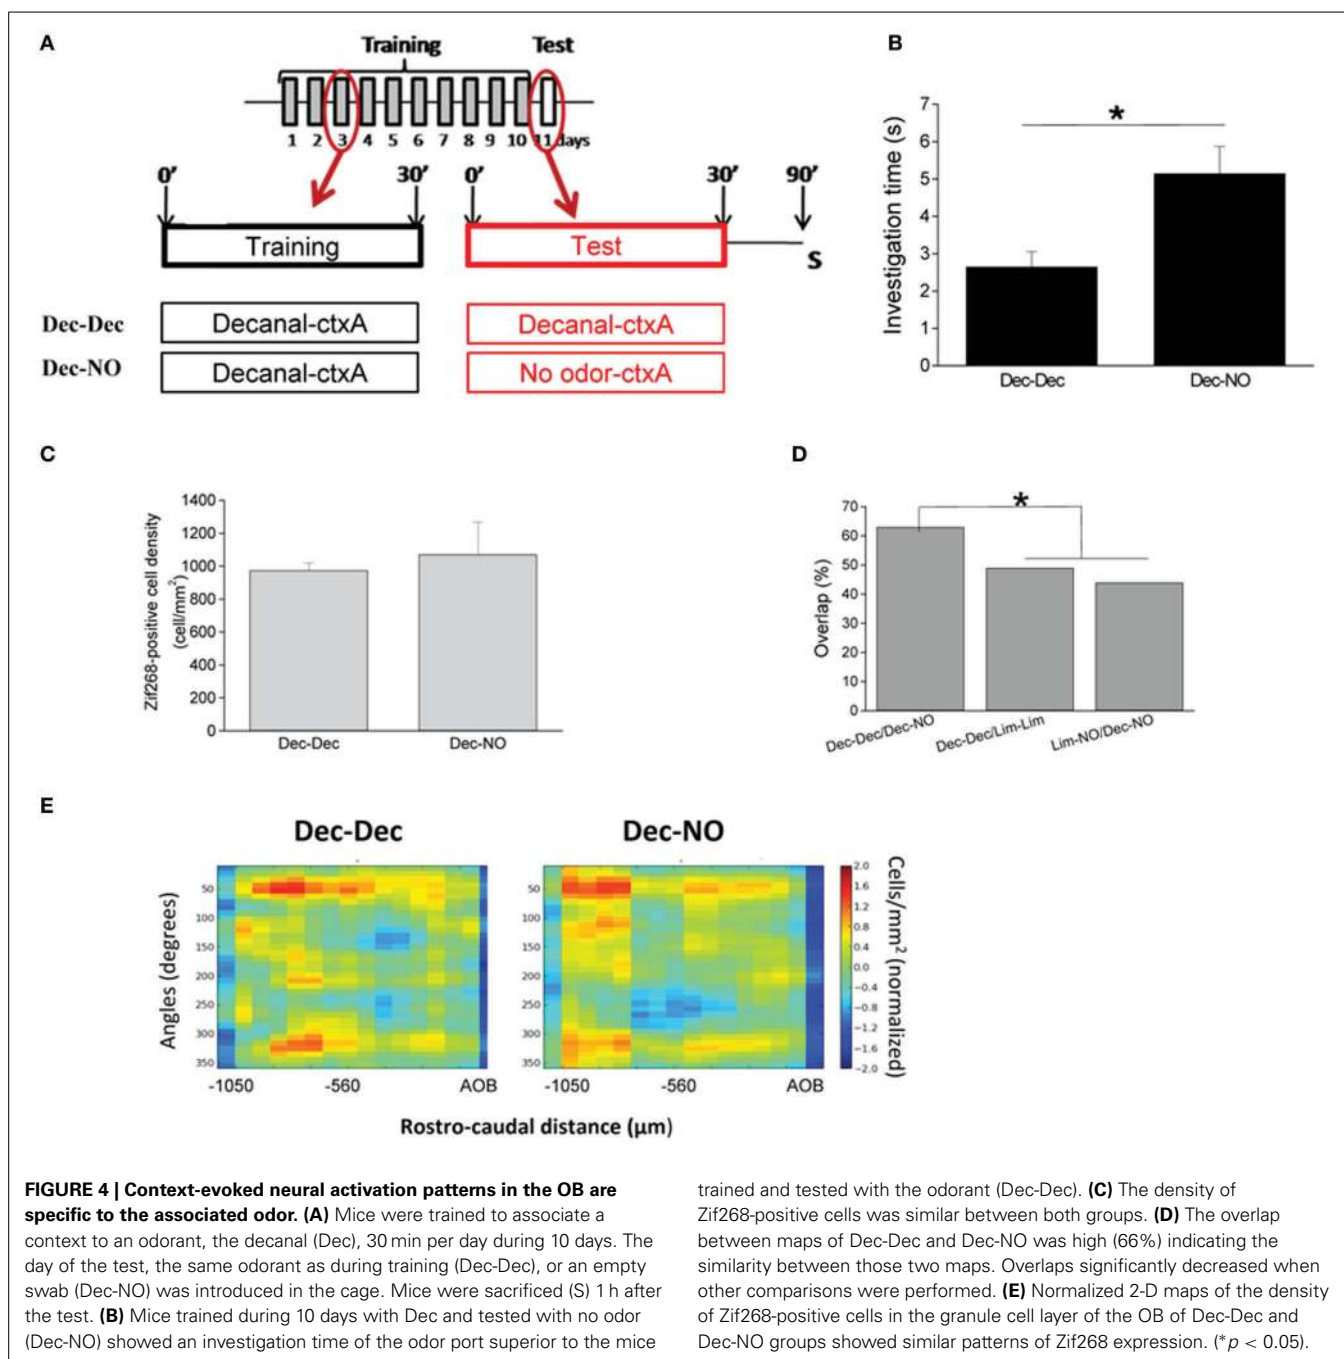 A
Training
Test
1 2 3 4 5 6 7 8 9 10 11 days
0' 30' 0' 30' 90'
Training
Test
S
Dec-Dec
Decanal-ctxA
Decanal-ctxA
Dec-NO
Decanal-ctxA
No odor-ctxA
B
Investigation time (s)
7
6
5
4
3
2
1
0
*
Dec-Dec
Dec-NO
C
Zif268-positive cell density
(cell/mm²)
1400
1200
1000
800
600
400
200
0
Dec-Dec
Dec-NO
D
Overlap (%)
70
60
50
40
30
20
10
0
*
Dec-Dec/Dec-NO
Dec-Dec/Lim-Lim
Lim-NO/Dec-NO
E
Dec-Dec
Dec-NO
Angles (degrees)
50
100
150
200
250
300
350
50
100
150
200
250
300
350
-1050 -560 AOB
-1050 -560 AOB
2.0
1.6
1.2
0.8
0.4
0.0
−0.4
−0.8
−1.2
−1.6
−2.0
Cells/mm² (normalized)
Rostro-caudal distance (µm)
FIGURE 4 | Context-evoked neural activation patterns in the OB are
specific to the associated odor. (A) Mice were trained to associate a
context to an odorant, the decanal (Dec), 30 min per day during 10 days. The
day of the test, the same odorant as during training (Dec-Dec), or an empty
swab (Dec-NO) was introduced in the cage. Mice were sacrificed (S) 1 h after
the test. (B) Mice trained during 10 days with Dec and tested with no odor
(Dec-NO) showed an investigation time of the odor port superior to the mice
trained and tested with the odorant (Dec-Dec). (C) The density of
Zif268-positive cells was similar between both groups. (D) The overlap
between maps of Dec-Dec and Dec-NO was high (66%) indicating the
similarity between those two maps. Overlaps significantly decreased when
other comparisons were performed. (E) Normalized 2-D maps of the density
of Zif268-positive cells in the granule cell layer of the OB of Dec-Dec and
Dec-NO groups showed similar patterns of Zif268 expression. (*p < 0.05).